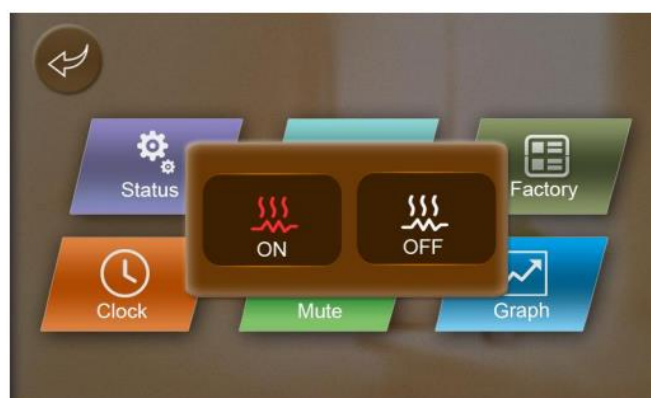 Status
Factory
ON
OFF
Clock
Mute
Graph